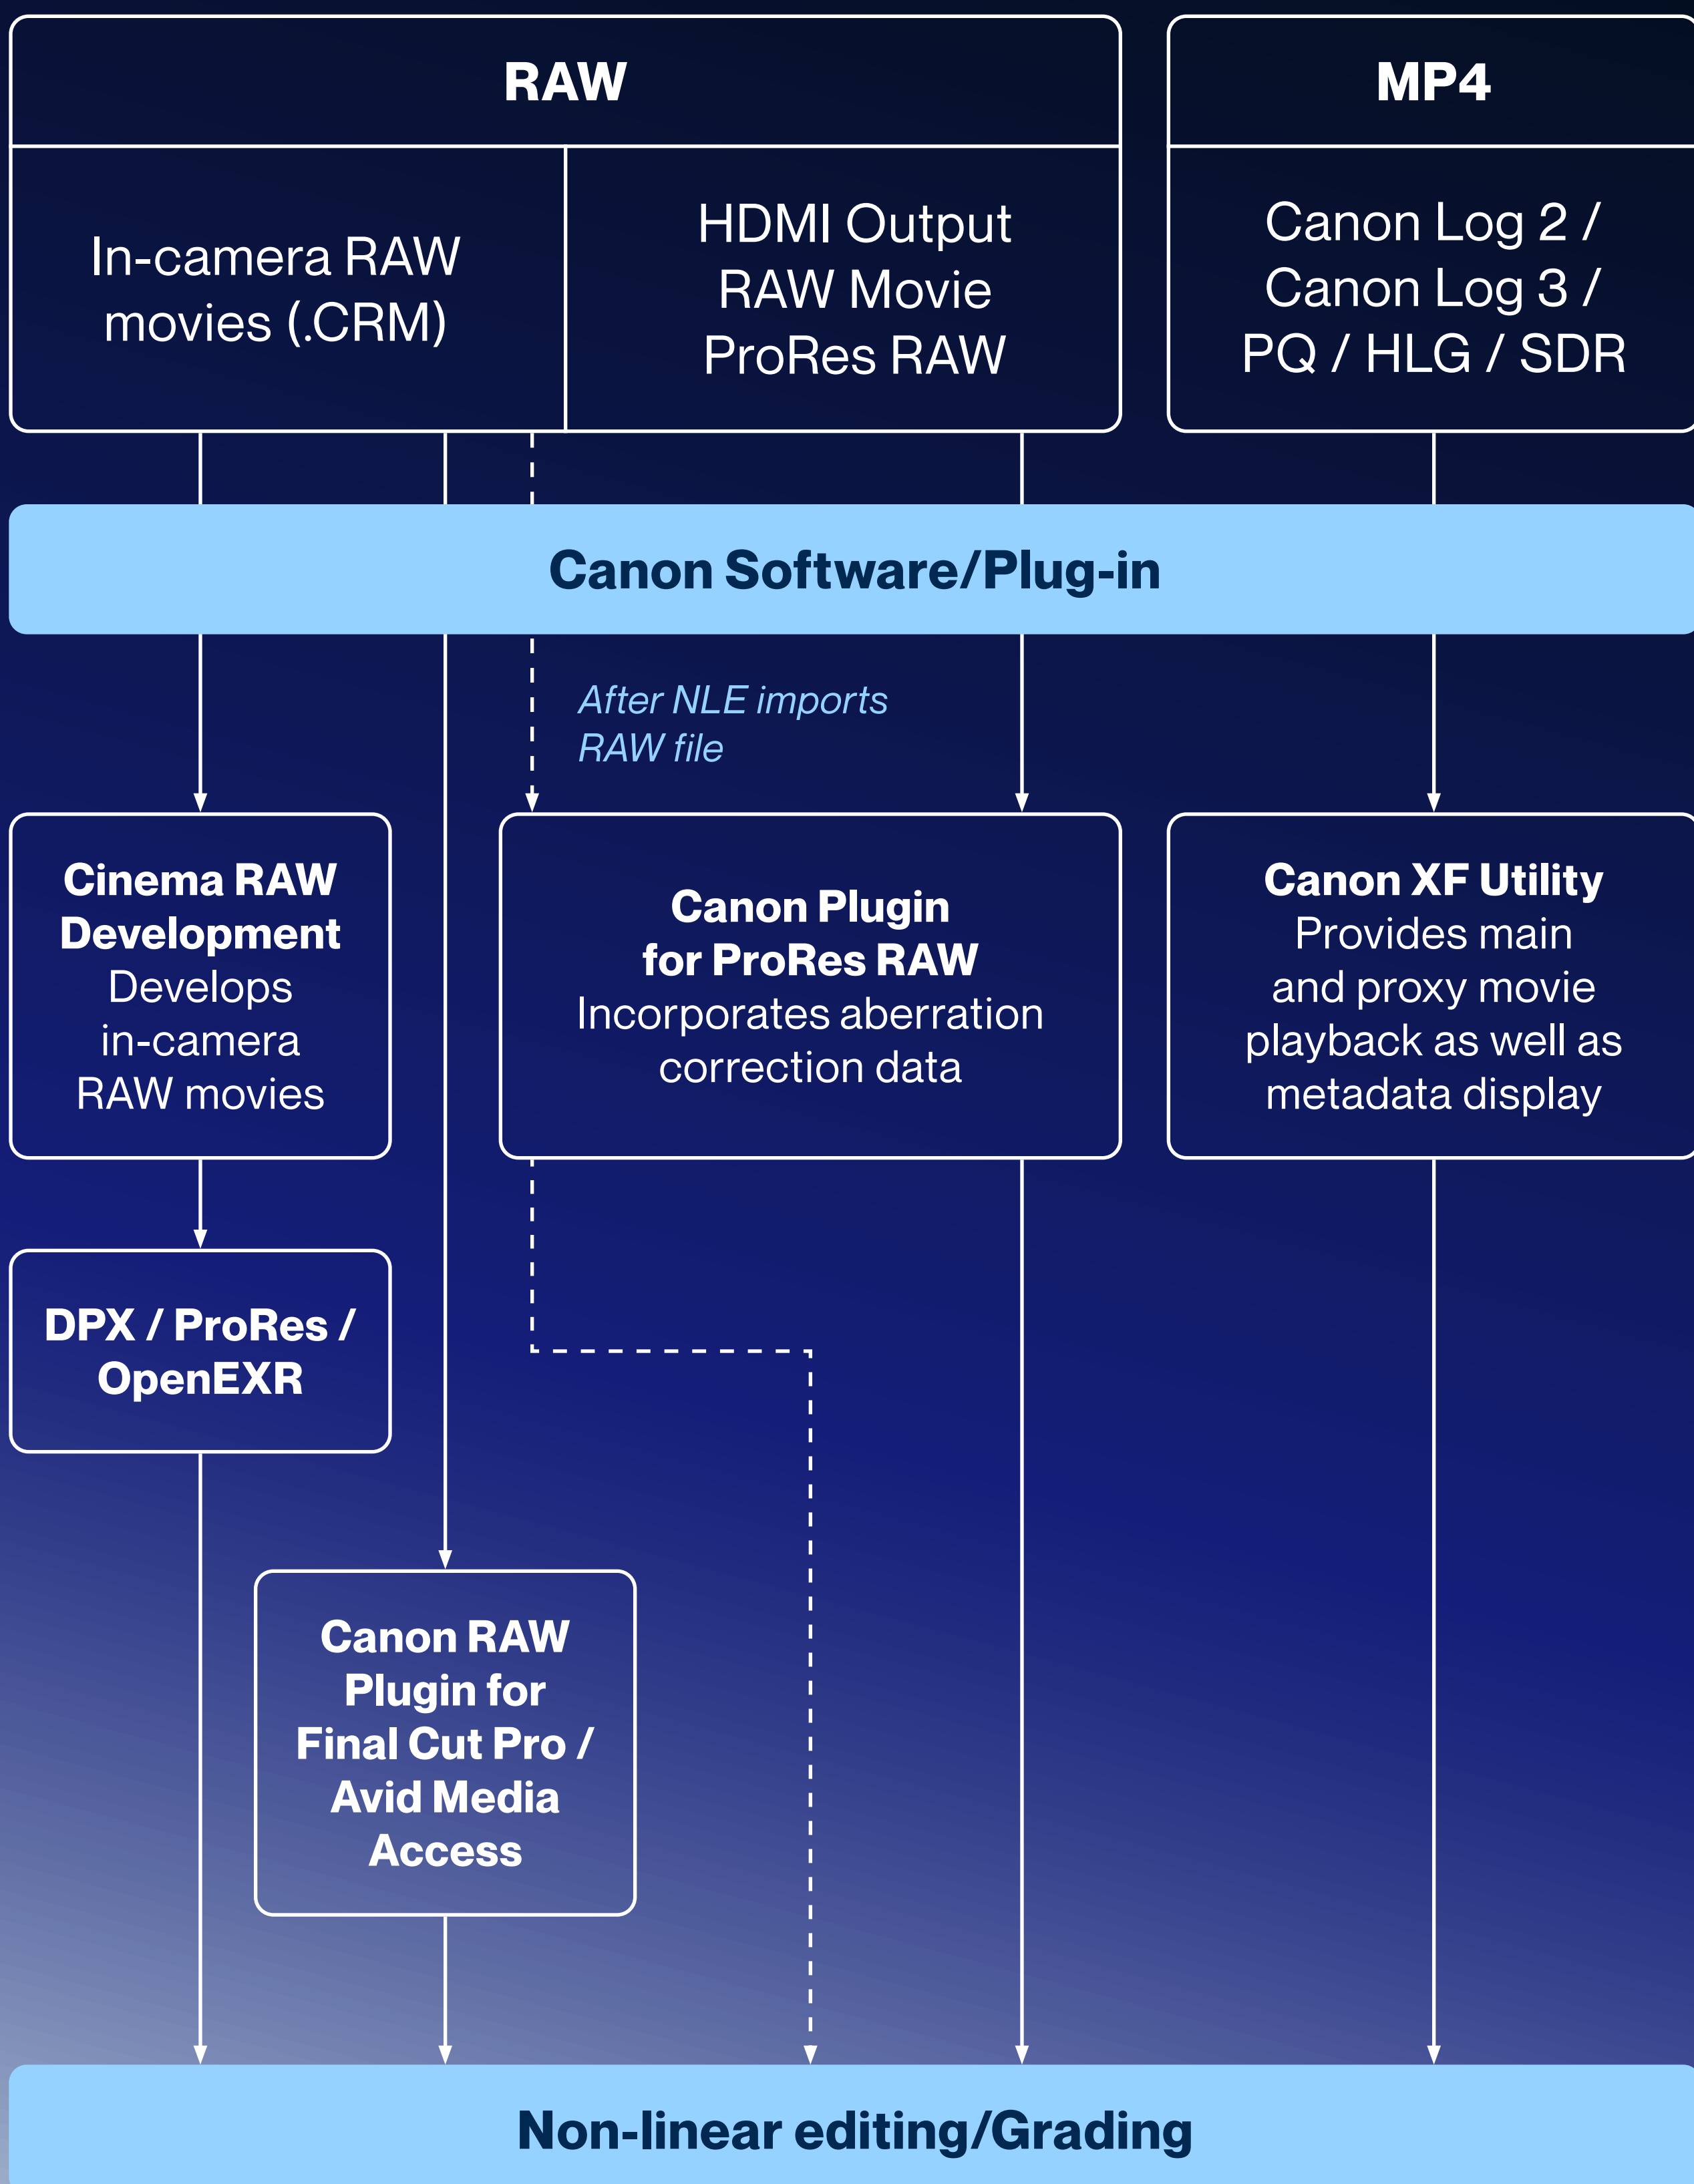 RAW
MP4
In-camera RAW
movies (.CRM)
HDMI Output
RAW Movie
ProRes RAW
Canon Log 2 /
Canon Log 3 /
PQ / HLG / SDR
Canon Software/Plug-in
After NLE imports
RAW file
Cinema RAW
Development
Develops
in-camera
RAW movies
Canon Plugin
for ProRes RAW
Incorporates aberration
correction data
Canon XF Utility
Provides main
and proxy movie
playback as well as
metadata display
DPX / ProRes /
OpenEXR
Canon RAW
Plugin for
Final Cut Pro /
Avid Media
Access
Non-linear editing/Grading